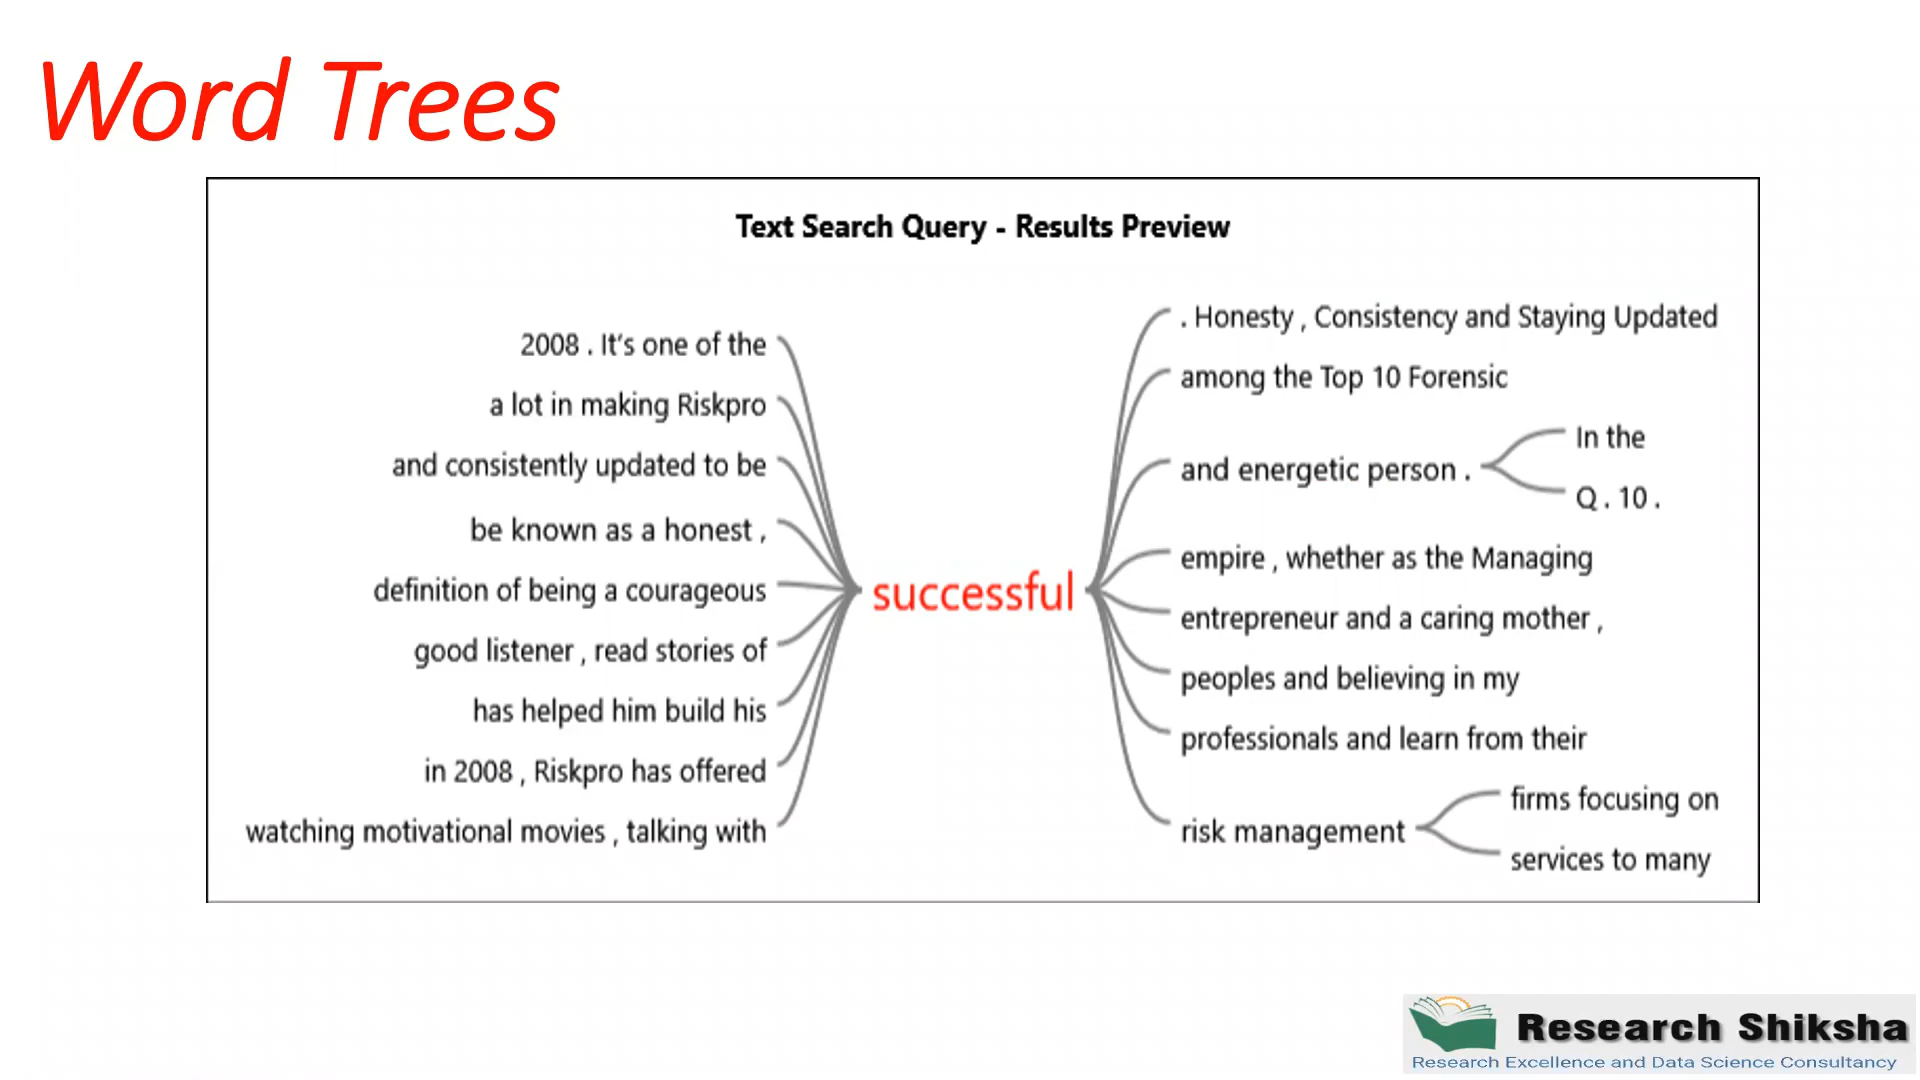 Word Trees
Text Search Query - Results Preview
2008 . It's one of the
a lot in making Riskpro
and consistently updated to be
be known as a honest ,
definition of being a courageous
good listener , read stories of
has helped him build his
in 2008 , Riskpro has offered
watching motivational movies , talking with
successful
. Honesty , Consistency and Staying Updated
among the Top 10 Forensic
and energetic person .
In the
Q . 10 .
empire , whether as the Managing
entrepreneur and a caring mother ,
peoples and believing in my
professionals and learn from their
risk management
firms focusing on
services to many
Research Shiksha
Research Excellence and Data Science Consultancy